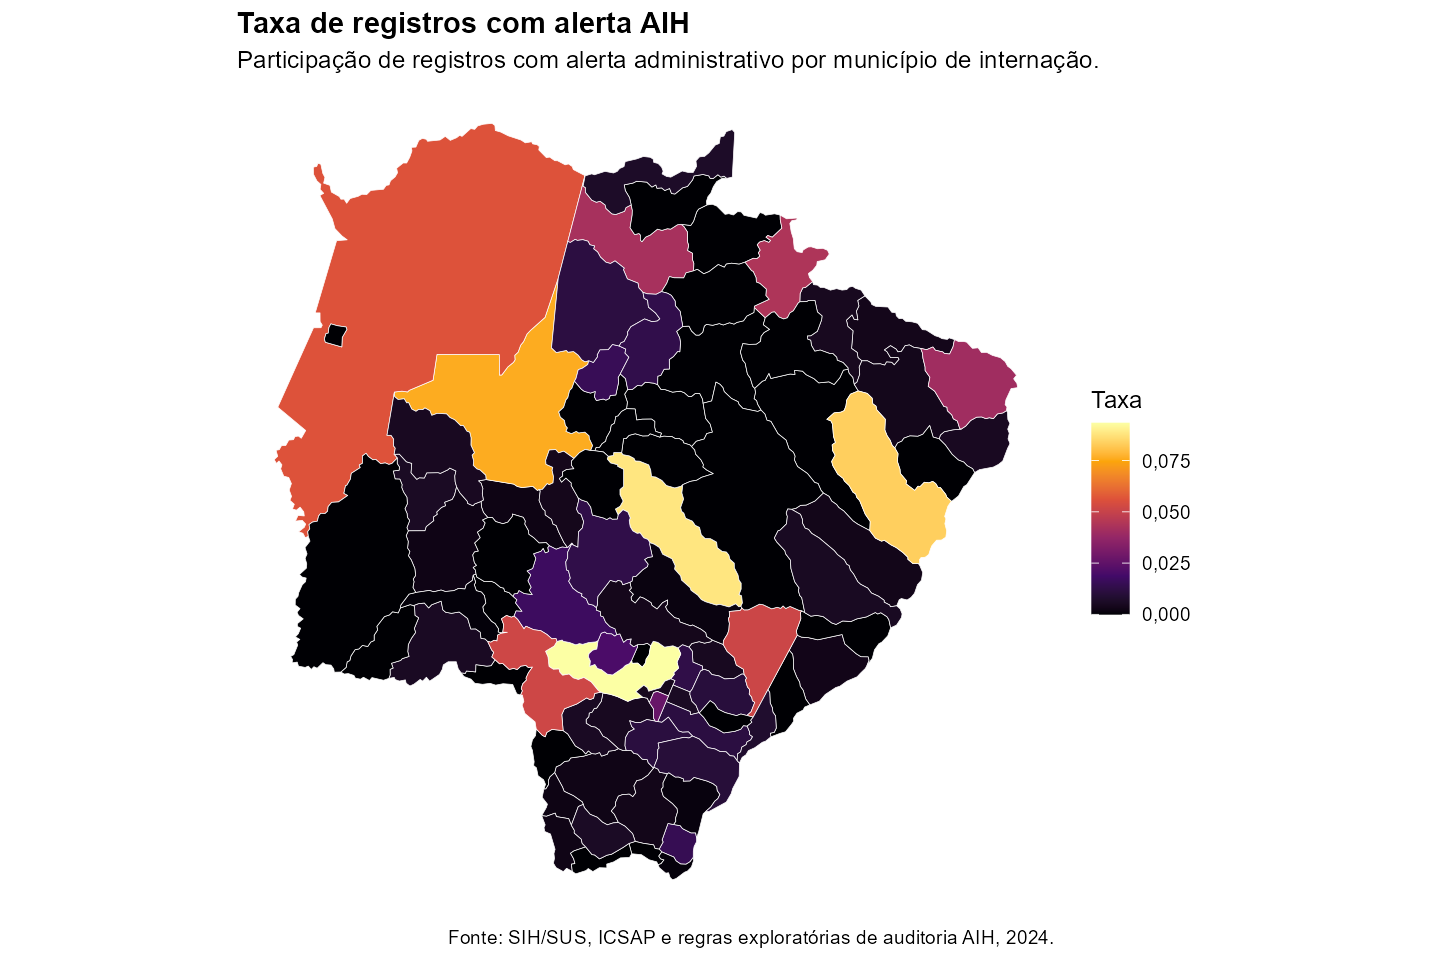 Taxa de registros com alerta AIH
Participação de registros com alerta administrativo por município de internação.
Taxa
0,075
0,050
0,025
0,000
Fonte: SIH/SUS, ICSAP e regras exploratórias de auditoria AIH, 2024.